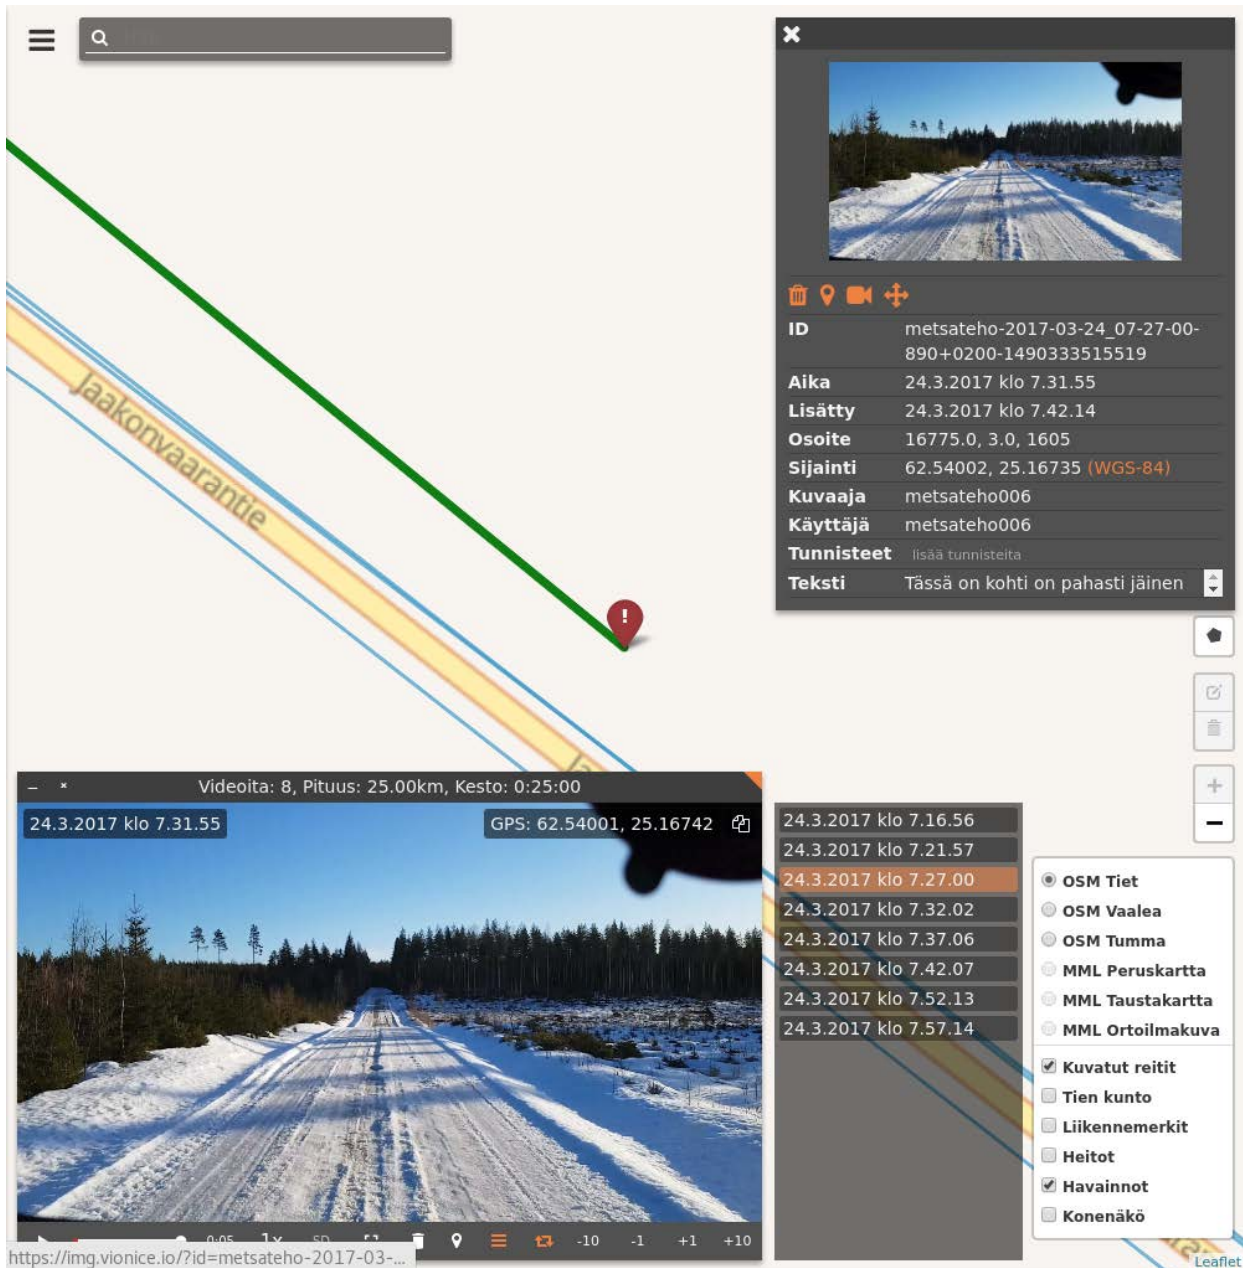 ID metsateho-2017-03-24_07-27-00-
890+0200-1490333515519
Aika 24.3.2017 klo 7.31.55
Lisätty 24.3.2017 klo 7.42.14
Osoite 16775.0, 3.0, 1605
Sijainti 62.54002, 25.16735 (WGS-84)
Kuvaaja metsateho006
Käyttäjä metsateho006
Tunnisteet lisää tunnisteita
Teksti Tässä on kohti on pahasti jäinen
Jaakonvaarantie
!
Videoita: 8, Pituus: 25.00km, Kesto: 0:25:00
24.3.2017 klo 7.31.55
GPS: 62.54001, 25.16742
24.3.2017 klo 7.16.56
24.3.2017 klo 7.21.57
24.3.2017 klo 7.27.00
24.3.2017 klo 7.32.02
24.3.2017 klo 7.37.06
24.3.2017 klo 7.42.07
24.3.2017 klo 7.52.13
24.3.2017 klo 7.57.14
OSM Tiet
OSM Vaalea
OSM Tumma
MML Peruskartta
MML Taustakartta
MML Ortoilmakuva
Kuvatut reitit
Tien kunto
Liikennemerkit
Heitot
Havainnot
Konenäkö
0:05 1x SD -10 -1 +1 +10
https://img.vionice.io/?id=metsateho-2017-03-...
Leaflet